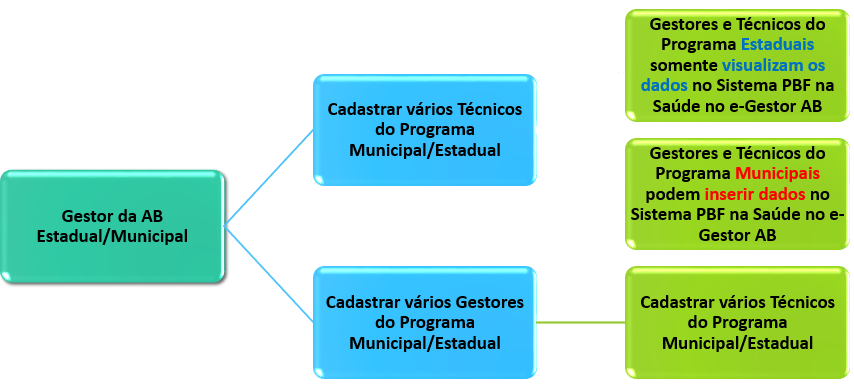 Gestor da AB
Estadual/Municipal
Cadastrar vários Técnicos
do Programa
Municipal/Estadual
Cadastrar vários Gestores
do Programa
Municipal/Estadual
Gestores e Técnicos do
Programa Estaduais
somente visualizam os
dados no Sistema PBF na
Saúde no e-Gestor AB
Gestores e Técnicos do
Programa Municipais
podem inserir dados no
Sistema PBF na Saúde no e-
Gestor AB
Cadastrar vários Técnicos
do Programa
Municipal/Estadual